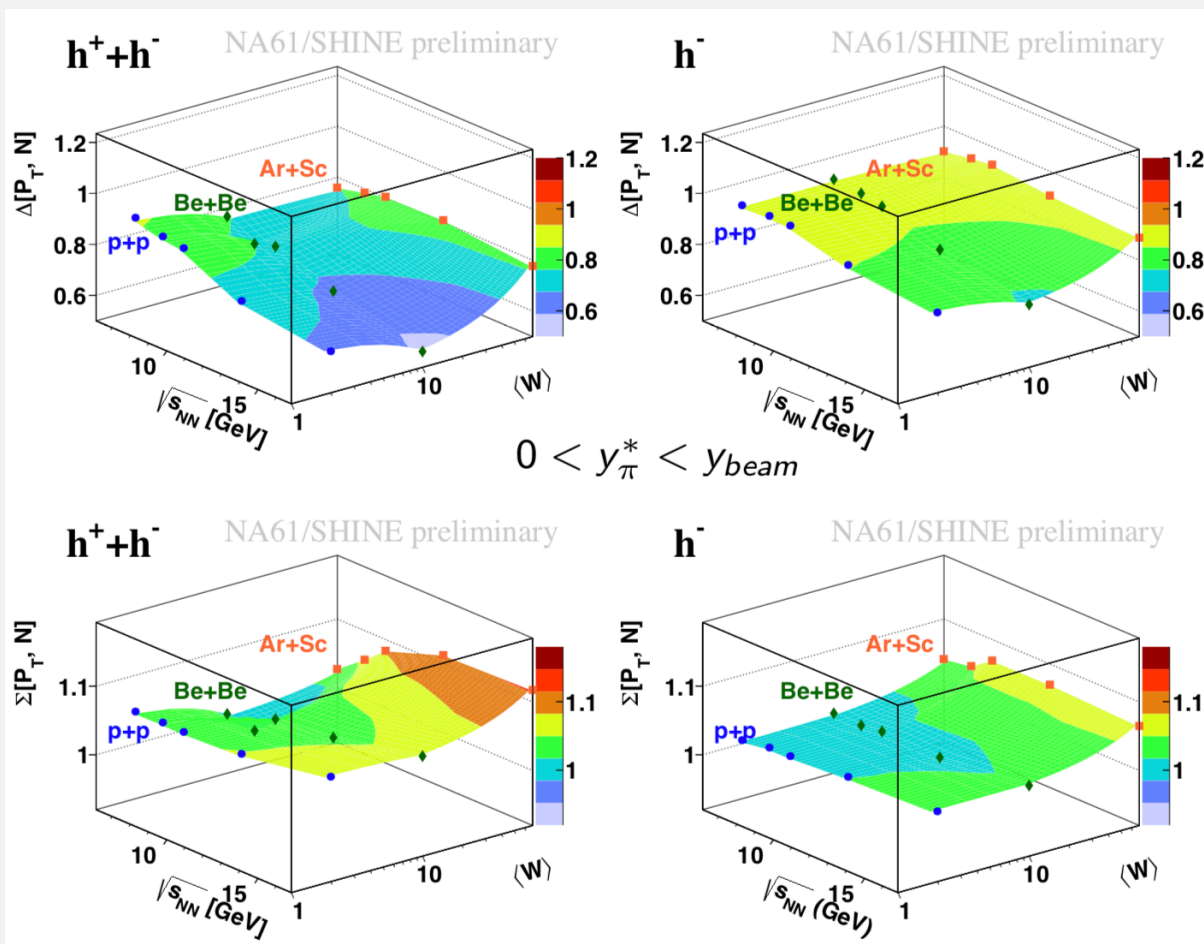 h⁺+h⁻ NA61/SHINE preliminary
Δ[P_T, N]
1.2
1
0.8
0.6
Ar+Sc
Be+Be
p+p
1.2
1
0.8
0.6
10
15
√s_NN [GeV]
1
10
⟨W⟩
h⁻ NA61/SHINE preliminary
Δ[P_T, N]
1.2
1
0.8
0.6
Ar+Sc
Be+Be
p+p
1.2
1
0.8
0.6
10
15
√s_NN [GeV]
1
10
⟨W⟩
0 < y*_π < y_beam
h⁺+h⁻ NA61/SHINE preliminary
Σ[P_T, N]
1.1
1
Ar+Sc
Be+Be
p+p
1.1
1
10
15
√s_NN [GeV]
1
10
⟨W⟩
h⁻ NA61/SHINE preliminary
Σ[P_T, N]
1.1
1
Ar+Sc
Be+Be
p+p
1.1
1
10
15
√s_NN (GeV)
1
10
⟨W⟩